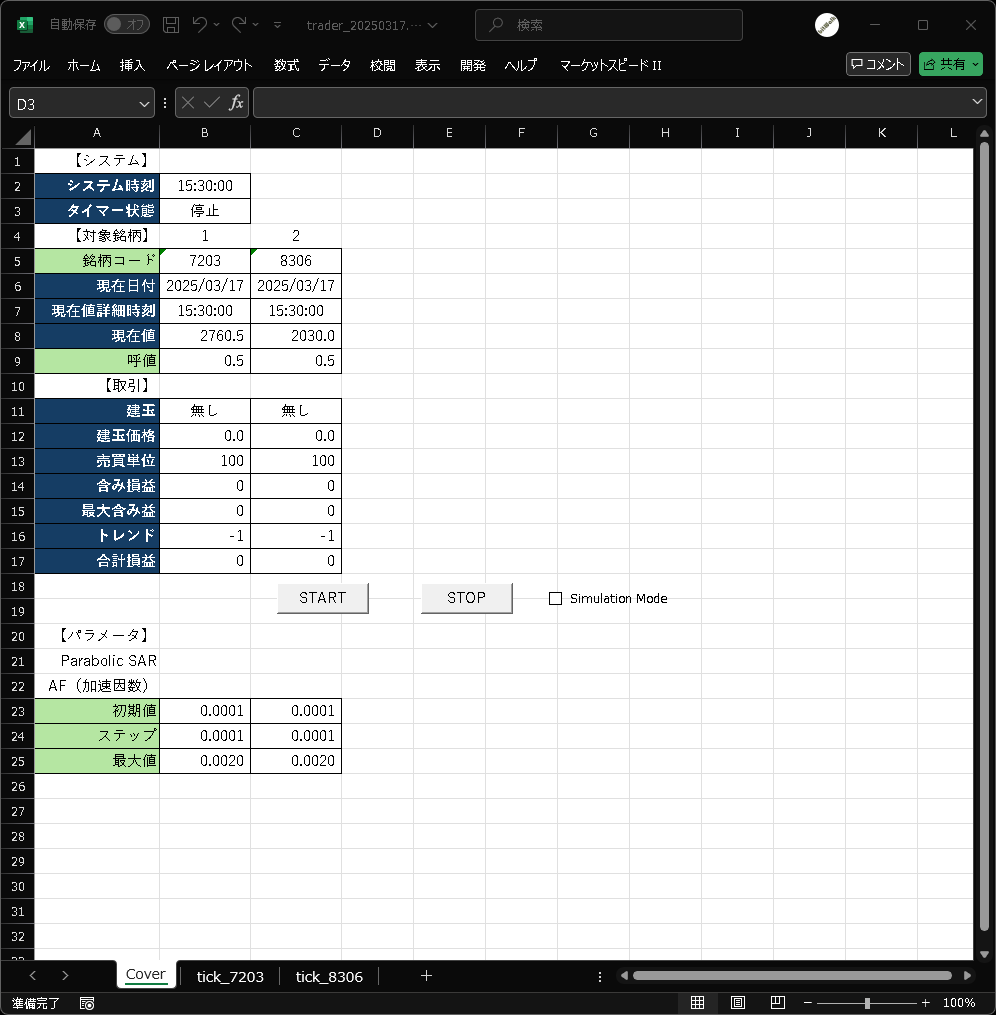 自動保存 オフ trader_20250317.… 検索
ファイル ホーム 挿入 ページ レイアウト 数式 データ 校閲 表示 開発 ヘルプ マーケットスピード II コメント 共有
D3 fx
A B C D E F G H I J K L
1 【システム】
2 システム時刻 15:30:00
3 タイマー状態 停止
4 【対象銘柄】 1 2
5 銘柄コード 7203 8306
6 現在日付 2025/03/17 2025/03/17
7 現在値詳細時刻 15:30:00 15:30:00
8 現在値 2760.5 2030.0
9 呼値 0.5 0.5
10 【取引】
11 建玉 無し 無し
12 建玉価格 0.0 0.0
13 売買単位 100 100
14 含み損益 0 0
15 最大含み益 0 0
16 トレンド -1 -1
17 合計損益 0 0
18
START STOP Simulation Mode
19
20 【パラメータ】
21 Parabolic SAR
22 AF（加速因数）
23 初期値 0.0001 0.0001
24 ステップ 0.0001 0.0001
25 最大値 0.0020 0.0020
26
27
28
29
30
31
32
Cover tick_7203 tick_8306
準備完了 100%